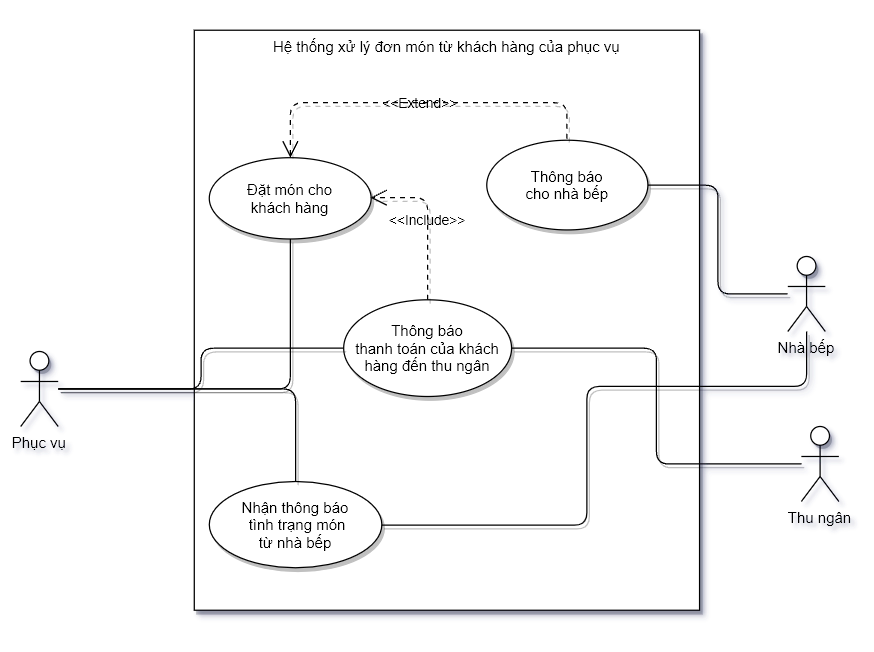 Hệ thống xử lý đơn món từ khách hàng của phục vụ
<<Extend>>
Thông báo
cho nhà bếp
Đặt món cho
khách hàng
<<Include>>
Thông báo
thanh toán của khách
hàng đến thu ngân
Nhà bếp
Phục vụ
Thu ngân
Nhận thông báo
tình trạng món
từ nhà bếp